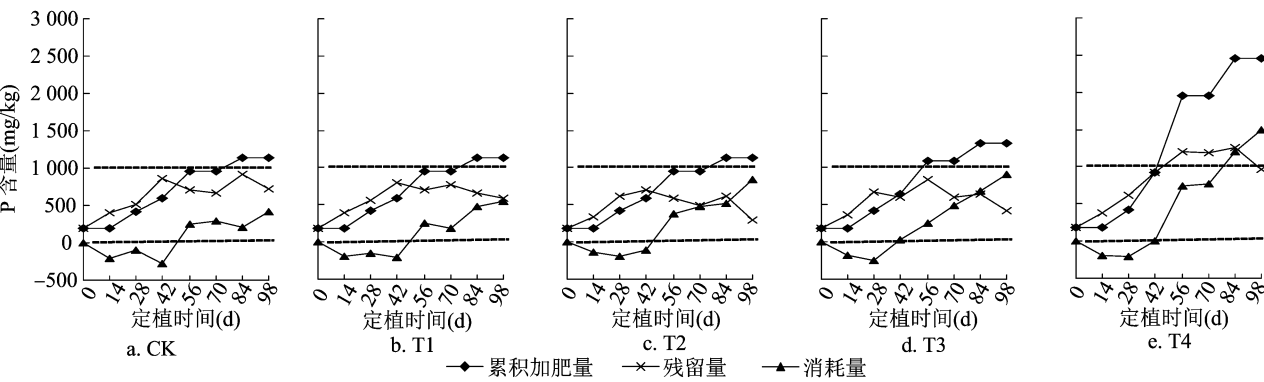 P 含量(mg/kg)
3 000
2 500
2 000
1 500
1 000
500
0
−500
0 14 28 42 56 70 84 98
0 14 28 42 56 70 84 98
0 14 28 42 56 70 84 98
0 14 28 42 56 70 84 98
0 14 28 42 56 70 84 98
定植时间(d) 定植时间(d) 定植时间(d) 定植时间(d) 定植时间(d)
a. CK b. T1 c. T2 d. T3 e. T4
累积加肥量 残留量 消耗量